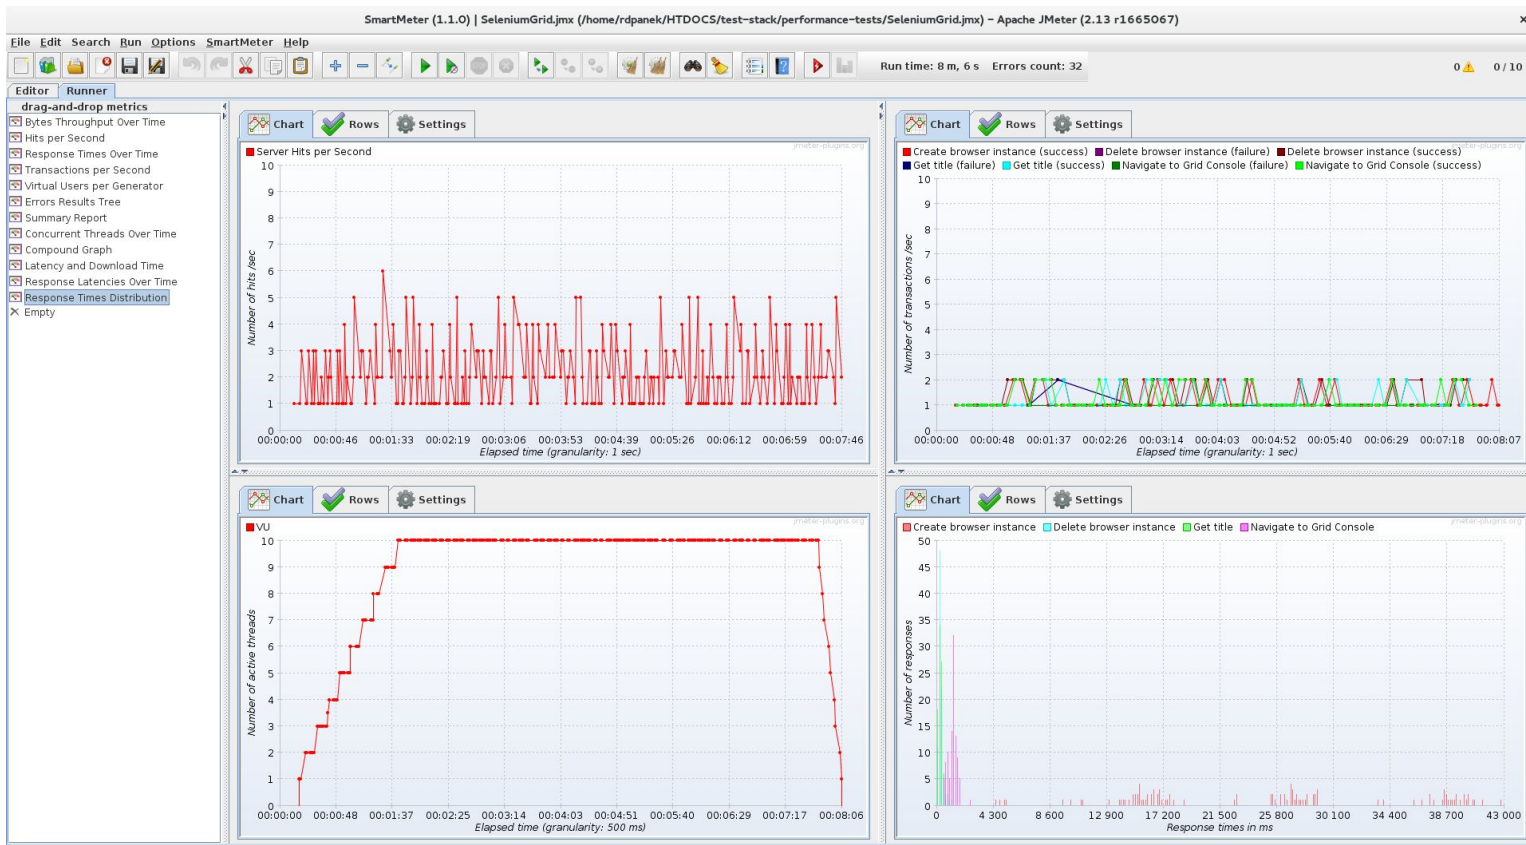 SmartMeter (1.1.0) | SeleniumGrid.jmx (/home/rdpanek/HTDOCS/test-stack/performance-tests/SeleniumGrid.jmx) – Apache JMeter (2.13 r1665067)
File Edit Search Run Options SmartMeter Help
Run time: 8 m, 6 s Errors count: 32 0 0 / 10
Editor Runner
drag-and-drop metrics
Bytes Throughput Over Time
Hits per Second
Response Times Over Time
Transactions per Second
Virtual Users per Generator
Errors Results Tree
Summary Report
Concurrent Threads Over Time
Compound Graph
Latency and Download Time
Response Latencies Over Time
Response Times Distribution
Empty
Chart Rows Settings
jmeter-plugins.org
Server Hits per Second
10
9
8
7
6
5
4
3
2
1
0
Number of hits /sec
00:00:00 00:00:46 00:01:33 00:02:19 00:03:06 00:03:53 00:04:39 00:05:26 00:06:12 00:06:59 00:07:46
Elapsed time (granularity: 1 sec)
Chart Rows Settings
jmeter-plugins.org
Create browser instance (success) Delete browser instance (failure) Delete browser instance (success)
Get title (failure) Get title (success) Navigate to Grid Console (failure) Navigate to Grid Console (success)
10
9
8
7
6
5
4
3
2
1
0
Number of transactions /sec
00:00:00 00:00:48 00:01:37 00:02:26 00:03:14 00:04:03 00:04:52 00:05:40 00:06:29 00:07:18 00:08:07
Elapsed time (granularity: 1 sec)
Chart Rows Settings
jmeter-plugins.org
VU
10
9
8
7
6
5
4
3
2
1
0
Number of active threads
00:00:00 00:00:48 00:01:37 00:02:25 00:03:14 00:04:03 00:04:51 00:05:40 00:06:28 00:07:17 00:08:06
Elapsed time (granularity: 500 ms)
Chart Rows Settings
jmeter-plugins.org
Create browser instance Delete browser instance Get title Navigate to Grid Console
50
45
40
35
30
25
20
15
10
5
0
Number of responses
0 4 300 8 600 12 900 17 200 21 500 25 800 30 100 34 400 38 700 43 000
Response times in ms